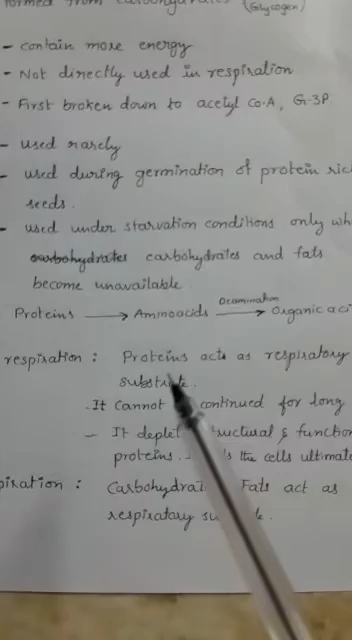 formed from carbohydrates (Glycogen)
- contain more energy
- Not directly used in respiration
- First broken down to acetyl Co.A, G-3P
- used rarely
- used during germination of protein ric
seeds.
- used under starvation conditions only wh
carbohydrates carbohydrates and fats
become unavailable.
Proteins → Aminoacids Deamination → Organic aci
respiration : Proteins acts as respiratory
substrate.
- It cannot continued for long
- It deplet structural & function
proteins. the cells ultimate
piration : Carbohydra Fats act as
respiratory su